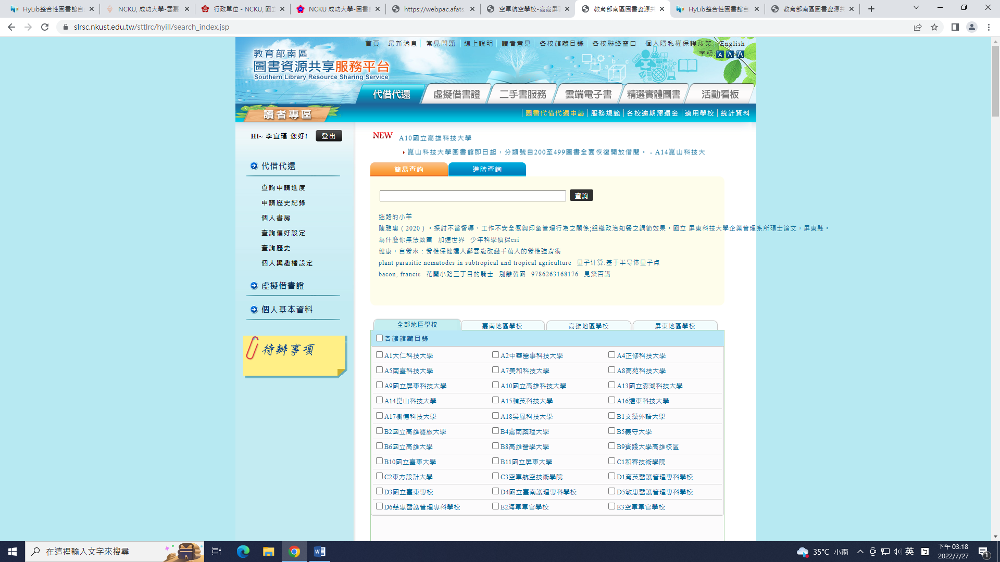 HyLib整合性圖書館自
NCKU, 成功大學-雲嘉
行政單位 - NCKU, 國立
NCKU 成功大學-圖書
https://webpac.afats.
空軍航空學校-高高屏
教育部南區圖書資源共
HyLib整合性圖書館自
教育部南區圖書資源共
slrsc.nkust.edu.tw/sttlrc/hyill/search_index.jsp
首頁 最新消息 常見問題 線上說明 讀者意見 各校館藏目錄 各校聯絡窗口 個人隱私權保護政策 English
字級: A A A
教育部南區
圖書資源共享服務平台
Southern Library Resource Sharing Service
代借代還 虛擬借書證 二手書服務 雲端電子書 精選實體圖書 活動看板
讀者專區
圖書代借代還申請 服務規範 各校逾期滯還金 適用學校 統計資料
Hi~ 李宜瑾 您好! 登出
代借代還
查詢申請進度
申請歷史紀錄
個人書房
查詢偏好設定
查詢歷史
個人興趣檔設定
虛擬借書證
個人基本資料
待辦事項
NEW A10國立高雄科技大學
崑山科技大學圖書館即日起，分類號自200至499圖書全面恢復開放借閱。 - A14崑山科技大
簡易查詢 進階查詢
查詢
迷路的小羊
陳雅惠（2020）。探討不當督導、工作不安全感與印象管理行為之關係;組織政治知覺之調節效果。國立 屏東科技大學企業管理系所碩士論文，屏東縣。
為什麼你無法致富 加速世界 少年科學偵探csi
健康，自脊來：脊椎保健達人鄭雲龍改變千萬人的脊椎強背術
plant parasitic nematodes in subtropical and tropical agriculture 量子计算:基于半导体量子点
bacon, francis 花開小路三丁目的騎士 別離韓國 9786263168176 見築百講
全部地區學校 嘉南地區學校 高雄地區學校 屏東地區學校
各館館藏目錄
A1大仁科技大學 A2中華醫事科技大學 A4正修科技大學
A5南臺科技大學 A7美和科技大學 A8高苑科技大學
A9國立屏東科技大學 A10國立高雄科技大學 A13國立澎湖科技大學
A14崑山科技大學 A15輔英科技大學 A16遠東科技大學
A17樹德科技大學 A18吳鳳科技大學 B1文藻外語大學
B2國立高雄餐旅大學 B4嘉南藥理大學 B5義守大學
B6國立高雄大學 B8高雄醫學大學 B9實踐大學高雄校區
B10國立臺東大學 B11國立屏東大學 C1和春技術學院
C2東方設計大學 C3空軍航空技術學院 D1育英醫護管理專科學校
D3國立臺東專校 D4國立臺南護理專科學校 D5敏惠醫護管理專科學校
D6慈惠醫護管理專科學校 E2海軍軍官學校 E3空軍軍官學校
在這裡輸入文字來搜尋
35°C 小雨
英
下午 03:18
2022/7/27
1